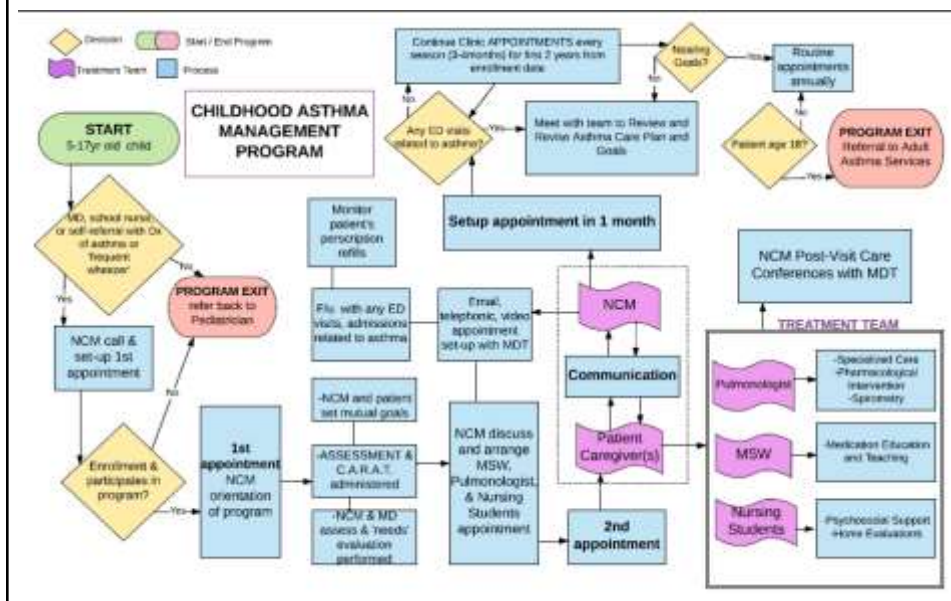 Decision
Start / End Program
Treatment Team
Process
CHILDHOOD ASTHMA
MANAGEMENT
PROGRAM
START
5-17yr old child
MD, school nurse,
or self-referral with Dx
of asthma or
'frequent
wheezer'
No
Yes
PROGRAM EXIT
refer back to
Pediatrician
NCM call &
set-up 1st
appointment
No
Enrollment &
participates in
program?
Yes
1st
appointment
NCM
orientation
of program
Monitor
patient's
perscription
refills
F/u with any ED
visits, admissions
related to asthma
-NCM and patient
set mutual goals
-ASSESSMENT &
C.A.R.A.T.
administered
-NCM & MD
assess & 'needs'
evaluation
performed
Email,
telephonic, video
appointment
set-up with MDT
NCM discuss
and arrange
MSW,
Pulmonologist,
& Nursing
Students
appointment
2nd
appointment
Patient
Caregiver(s)
Communication
NCM
Setup appointment in 1 month
Any ED visits
related to asthma?
No
Yes
Continue Clinic APPOINTMENTS every
season (3-4months) for first 2 years from
enrollment date
Meet with team to Review and
Revise Asthma Care Plan and
Goals
Nearing
Goals?
No
Yes
Routine
appointments
annually
No
Patient age 18?
Yes
PROGRAM EXIT
Referral to Adult
Asthma Services
NCM Post-Visit Care
Conferences with MDT
TREATMENT TEAM
Pulmonologist
-Specialized Care
-Pharmacological
Intervention
-Spirometry
MSW
-Medication Education
and Teaching
Nursing
Students
-Psychosocial Support
-Home Evaluations